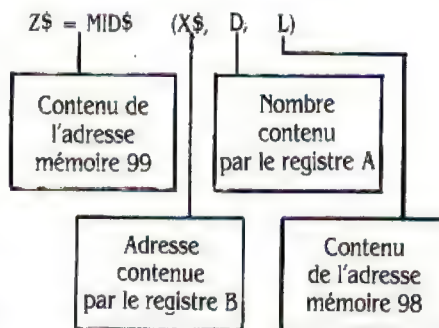 Z$ = MID$ (X$, D, L)
Contenu de
l'adresse
mémoire 99
Nombre
contenu
par le registre A
Adresse
contenue
par le registre B
Contenu
de l'adresse
mémoire 98